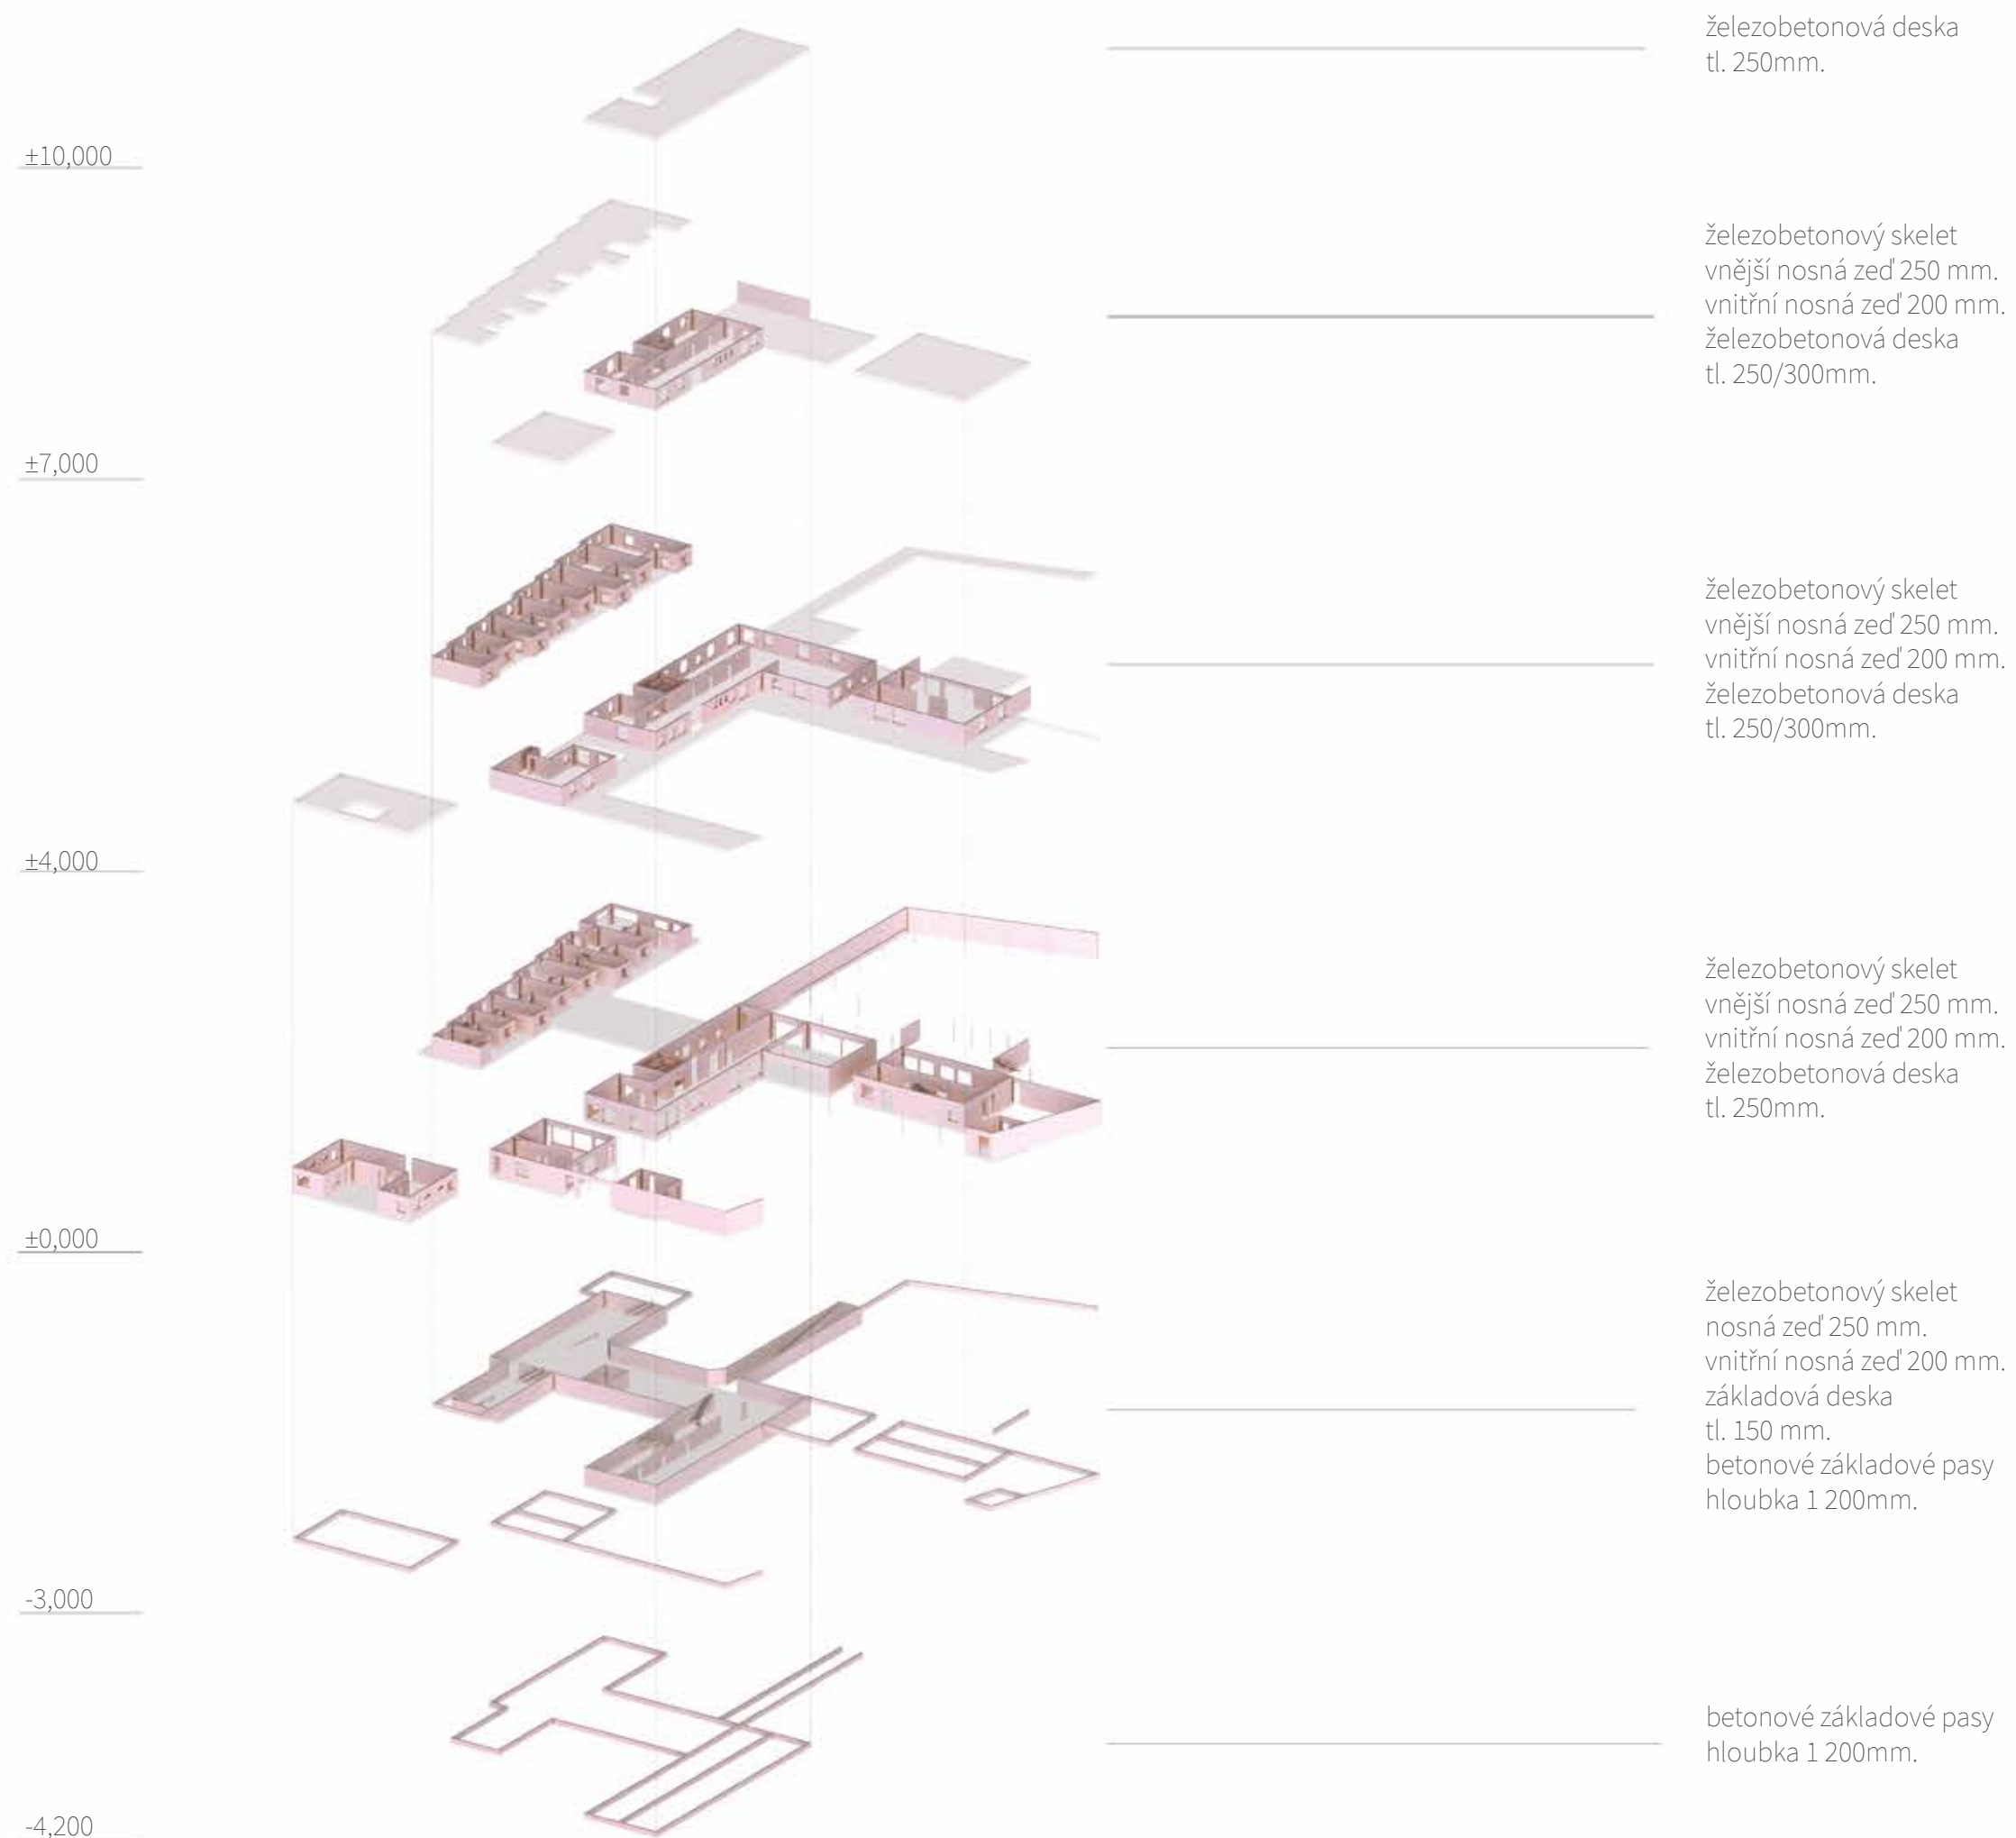 železobetonová deska
tl. 250mm.
±10,000
železobetonový skelet
vnější nosná zeď 250 mm.
vnitřní nosná zeď 200 mm.
železobetonová deska
tl. 250/300mm.
±7,000
železobetonový skelet
vnější nosná zeď 250 mm.
vnitřní nosná zeď 200 mm.
železobetonová deska
tl. 250/300mm.
±4,000
železobetonový skelet
vnější nosná zeď 250 mm.
vnitřní nosná zeď 200 mm.
železobetonová deska
tl. 250mm.
±0,000
železobetonový skelet
nosná zeď 250 mm.
vnitřní nosná zeď 200 mm.
základová deska
tl. 150 mm.
betonové základové pasy
hloubka 1 200mm.
-3,000
betonové základové pasy
hloubka 1 200mm.
-4,200